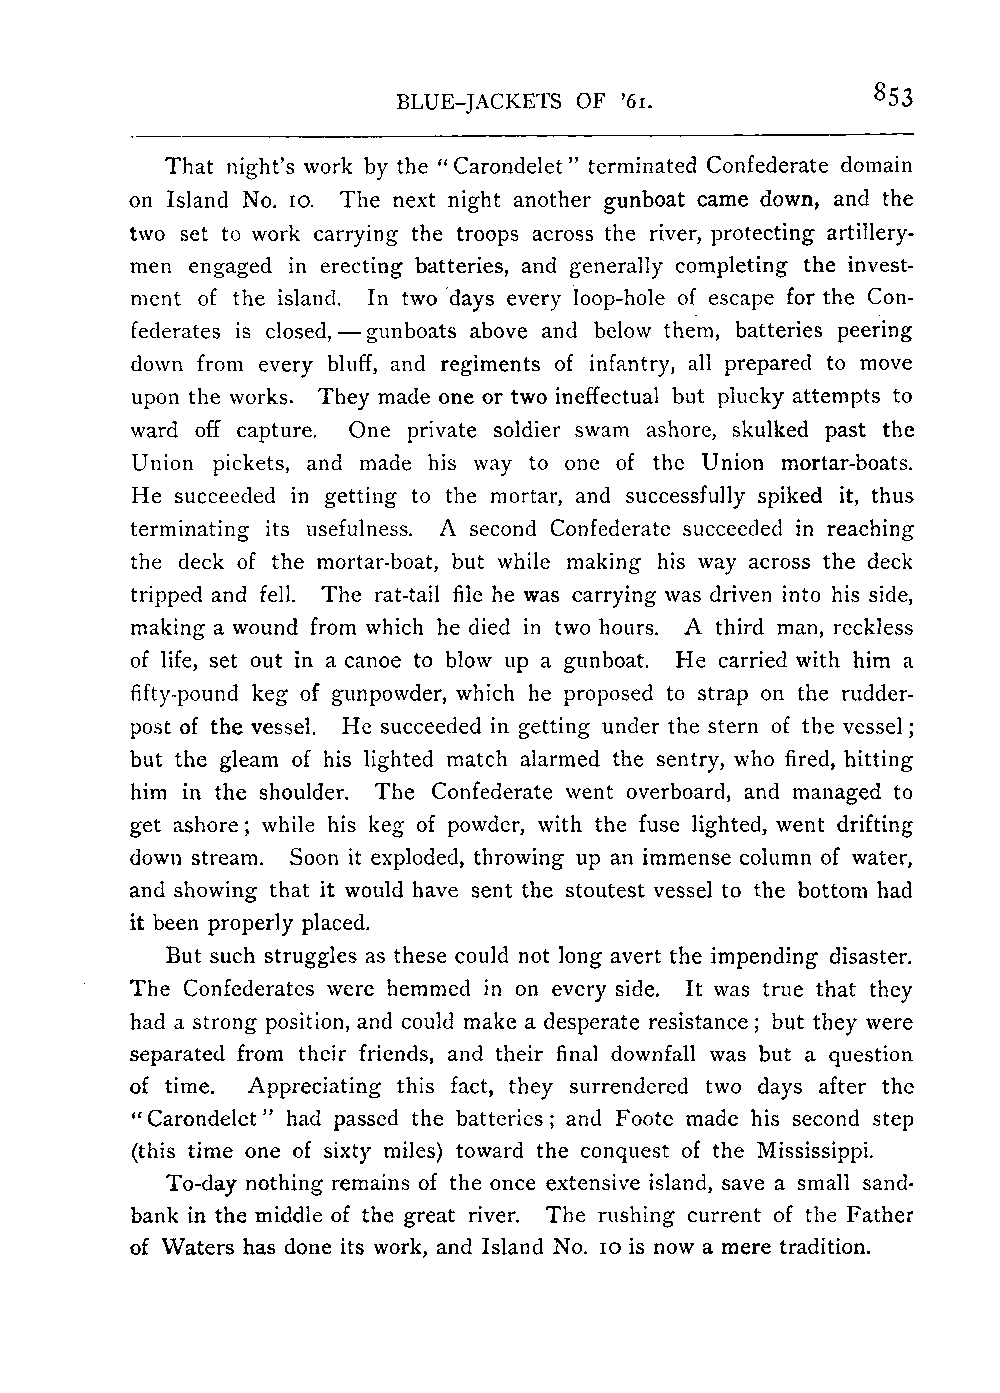 BLUE-JACKETS OF '61. 853
That night's work by the "Carondelet" terminated Confederate domain
on Island No. 10. The next night another gunboat came down, and the
two set to work carrying the troops across the river, protecting artillery-
men engaged in erecting batteries, and generally completing the invest-
ment of the island. In two days every loop-hole of escape for the Con-
federates is closed, — gunboats above and below them, batteries peering
down from every bluff, and regiments of infantry, all prepared to move
upon the works. They made one or two ineffectual but plucky attempts to
ward off capture. One private soldier swam ashore, skulked past the
Union pickets, and made his way to one of the Union mortar-boats.
He succeeded in getting to the mortar, and successfully spiked it, thus
terminating its usefulness. A second Confederate succeeded in reaching
the deck of the mortar-boat, but while making his way across the deck
tripped and fell. The rat-tail file he was carrying was driven into his side,
making a wound from which he died in two hours. A third man, reckless
of life, set out in a canoe to blow up a gunboat. He carried with him a
fifty-pound keg of gunpowder, which he proposed to strap on the rudder-
post of the vessel. He succeeded in getting under the stern of the vessel;
but the gleam of his lighted match alarmed the sentry, who fired, hitting
him in the shoulder. The Confederate went overboard, and managed to
get ashore; while his keg of powder, with the fuse lighted, went drifting
down stream. Soon it exploded, throwing up an immense column of water,
and showing that it would have sent the stoutest vessel to the bottom had
it been properly placed.
But such struggles as these could not long avert the impending disaster.
The Confederates were hemmed in on every side. It was true that they
had a strong position, and could make a desperate resistance; but they were
separated from their friends, and their final downfall was but a question
of time. Appreciating this fact, they surrendered two days after the
"Carondelet" had passed the batteries; and Foote made his second step
(this time one of sixty miles) toward the conquest of the Mississippi.
To-day nothing remains of the once extensive island, save a small sand-
bank in the middle of the great river. The rushing current of the Father
of Waters has done its work, and Island No. 10 is now a mere tradition.